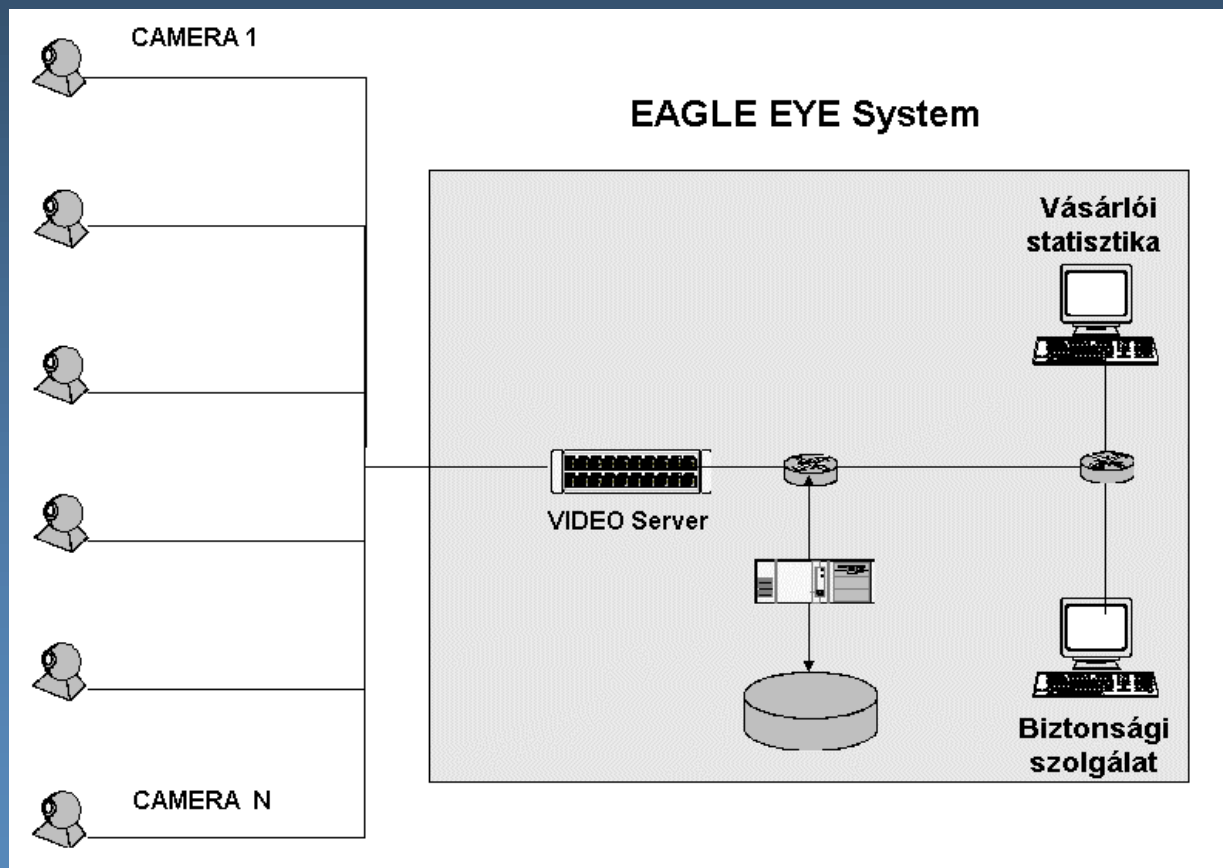 CAMERA 1
EAGLE EYE System
Vásárlói
statisztika
VIDEO Server
Biztonsági
szolgálat
CAMERA N